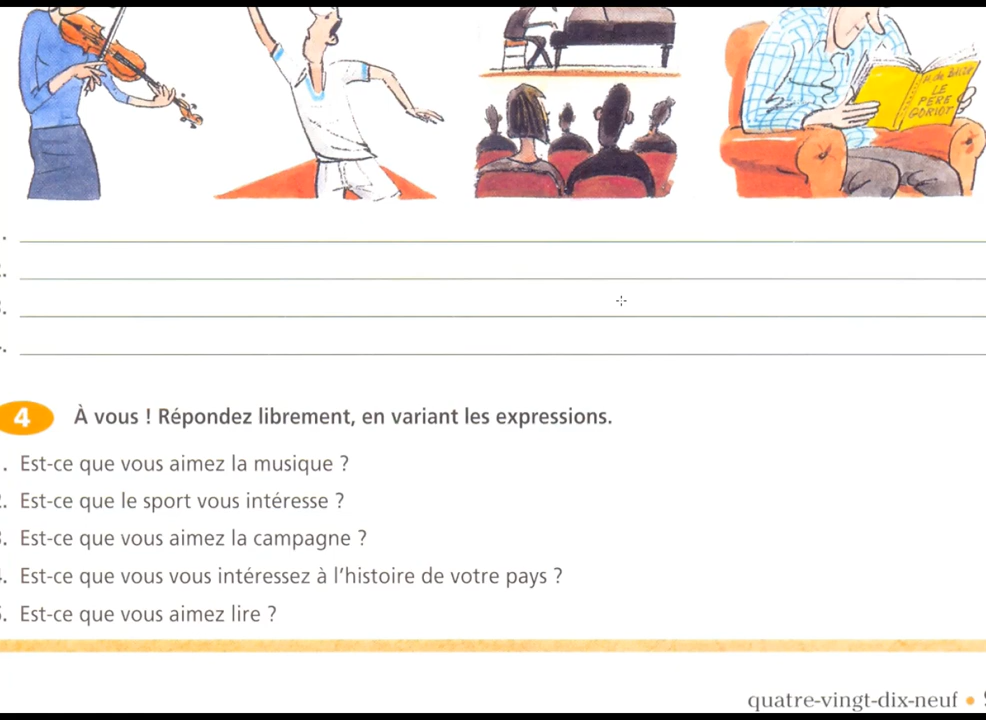 H. de BALZA
LE
PÈRE
GORIOT
4 À vous ! Répondez librement, en variant les expressions.
. Est-ce que vous aimez la musique ?
. Est-ce que le sport vous intéresse ?
. Est-ce que vous aimez la campagne ?
. Est-ce que vous vous intéressez à l'histoire de votre pays ?
. Est-ce que vous aimez lire ?
quatre-vingt-dix-neuf •